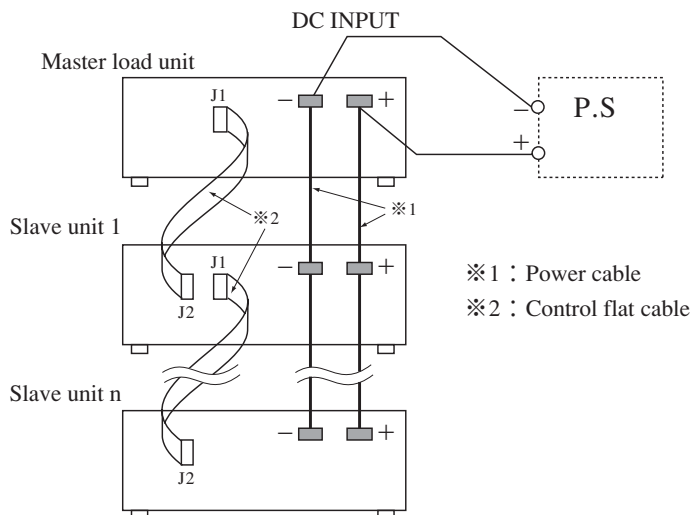 DC INPUT
Master load unit
J1
− +
P.S
−
+
※2
※1
Slave unit 1
J1
− +
J2
※1：Power cable
※2：Control flat cable
Slave unit n
− +
J2